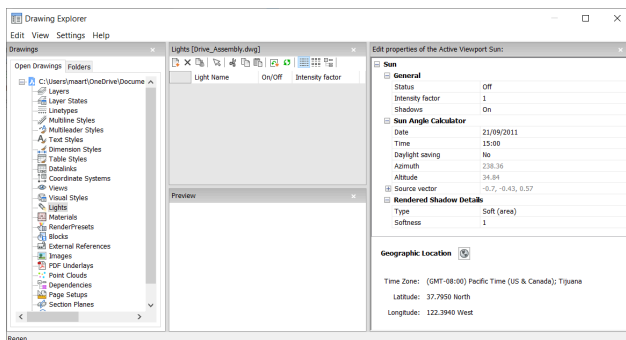 Drawing Explorer
Edit View Settings Help
Drawings
Open Drawings Folders
C:\Users\maart\OneDrive\Docume
Layers
Layer States
Linetypes
Multiline Styles
Multileader Styles
Text Styles
Dimension Styles
Table Styles
Datalinks
Coordinate Systems
Views
Visual Styles
Lights
Materials
RenderPresets
Blocks
External References
Images
PDF Underlays
Point Clouds
Dependencies
Page Setups
Section Planes
Lights [Drive_Assembly.dwg]
Light Name On/Off Intensity factor
Preview
Edit properties of the Active Viewport Sun:
Sun
General
Status Off
Intensity factor 1
Shadows On
Sun Angle Calculator
Date 21/09/2011
Time 15:00
Daylight saving No
Azimuth 238.36
Altitude 34.84
Source vector -0.7, -0.43, 0.57
Rendered Shadow Details
Type Soft (area)
Softness 1
Geographic Location
Time Zone: (GMT-08:00) Pacific Time (US & Canada); Tijuana
Latitude: 37.7950 North
Longitude: 122.3940 West
Regen